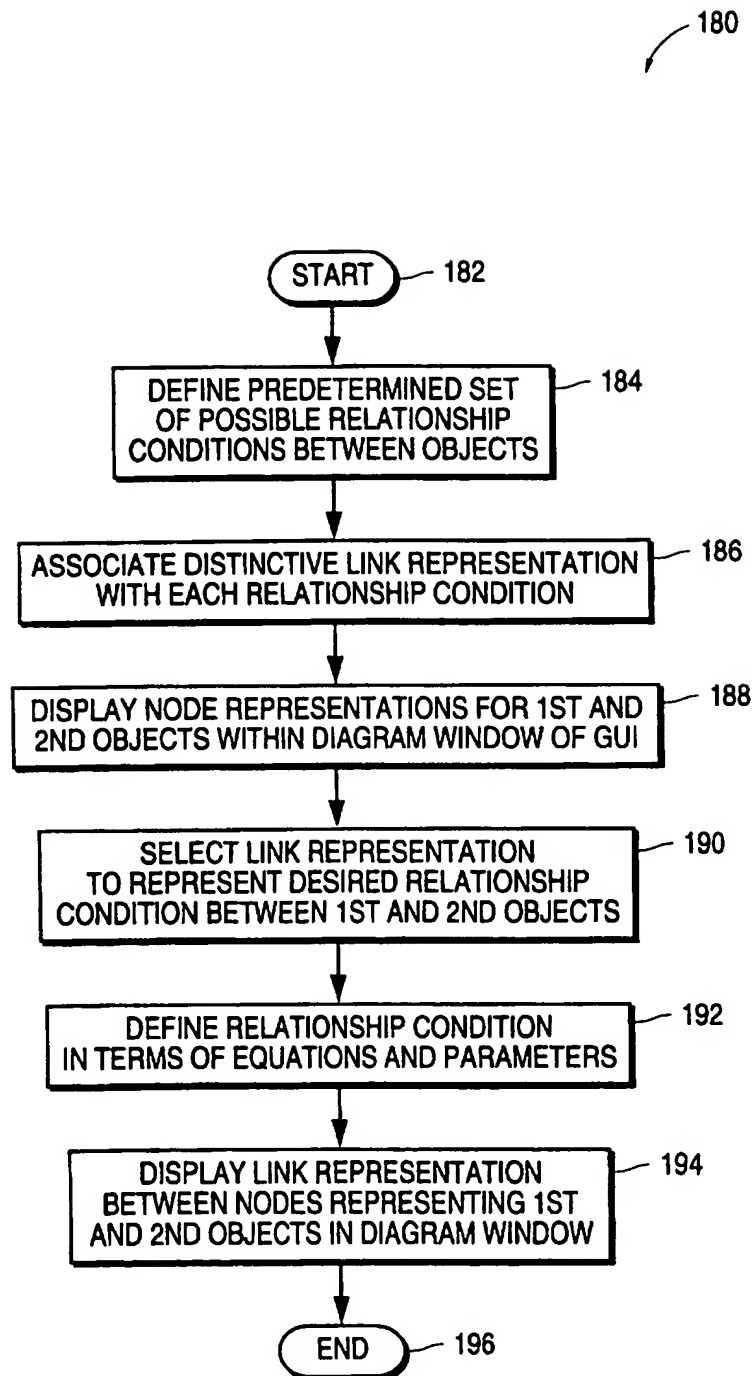 180
START
182
DEFINE PREDETERMINED SET
OF POSSIBLE RELATIONSHIP
CONDITIONS BETWEEN OBJECTS
184
ASSOCIATE DISTINCTIVE LINK REPRESENTATION
WITH EACH RELATIONSHIP CONDITION
186
DISPLAY NODE REPRESENTATIONS FOR 1ST AND
2ND OBJECTS WITHIN DIAGRAM WINDOW OF GUI
188
SELECT LINK REPRESENTATION
TO REPRESENT DESIRED RELATIONSHIP
CONDITION BETWEEN 1ST AND 2ND OBJECTS
190
DEFINE RELATIONSHIP CONDITION
IN TERMS OF EQUATIONS AND PARAMETERS
192
DISPLAY LINK REPRESENTATION
BETWEEN NODES REPRESENTING 1ST
AND 2ND OBJECTS IN DIAGRAM WINDOW
194
END
196